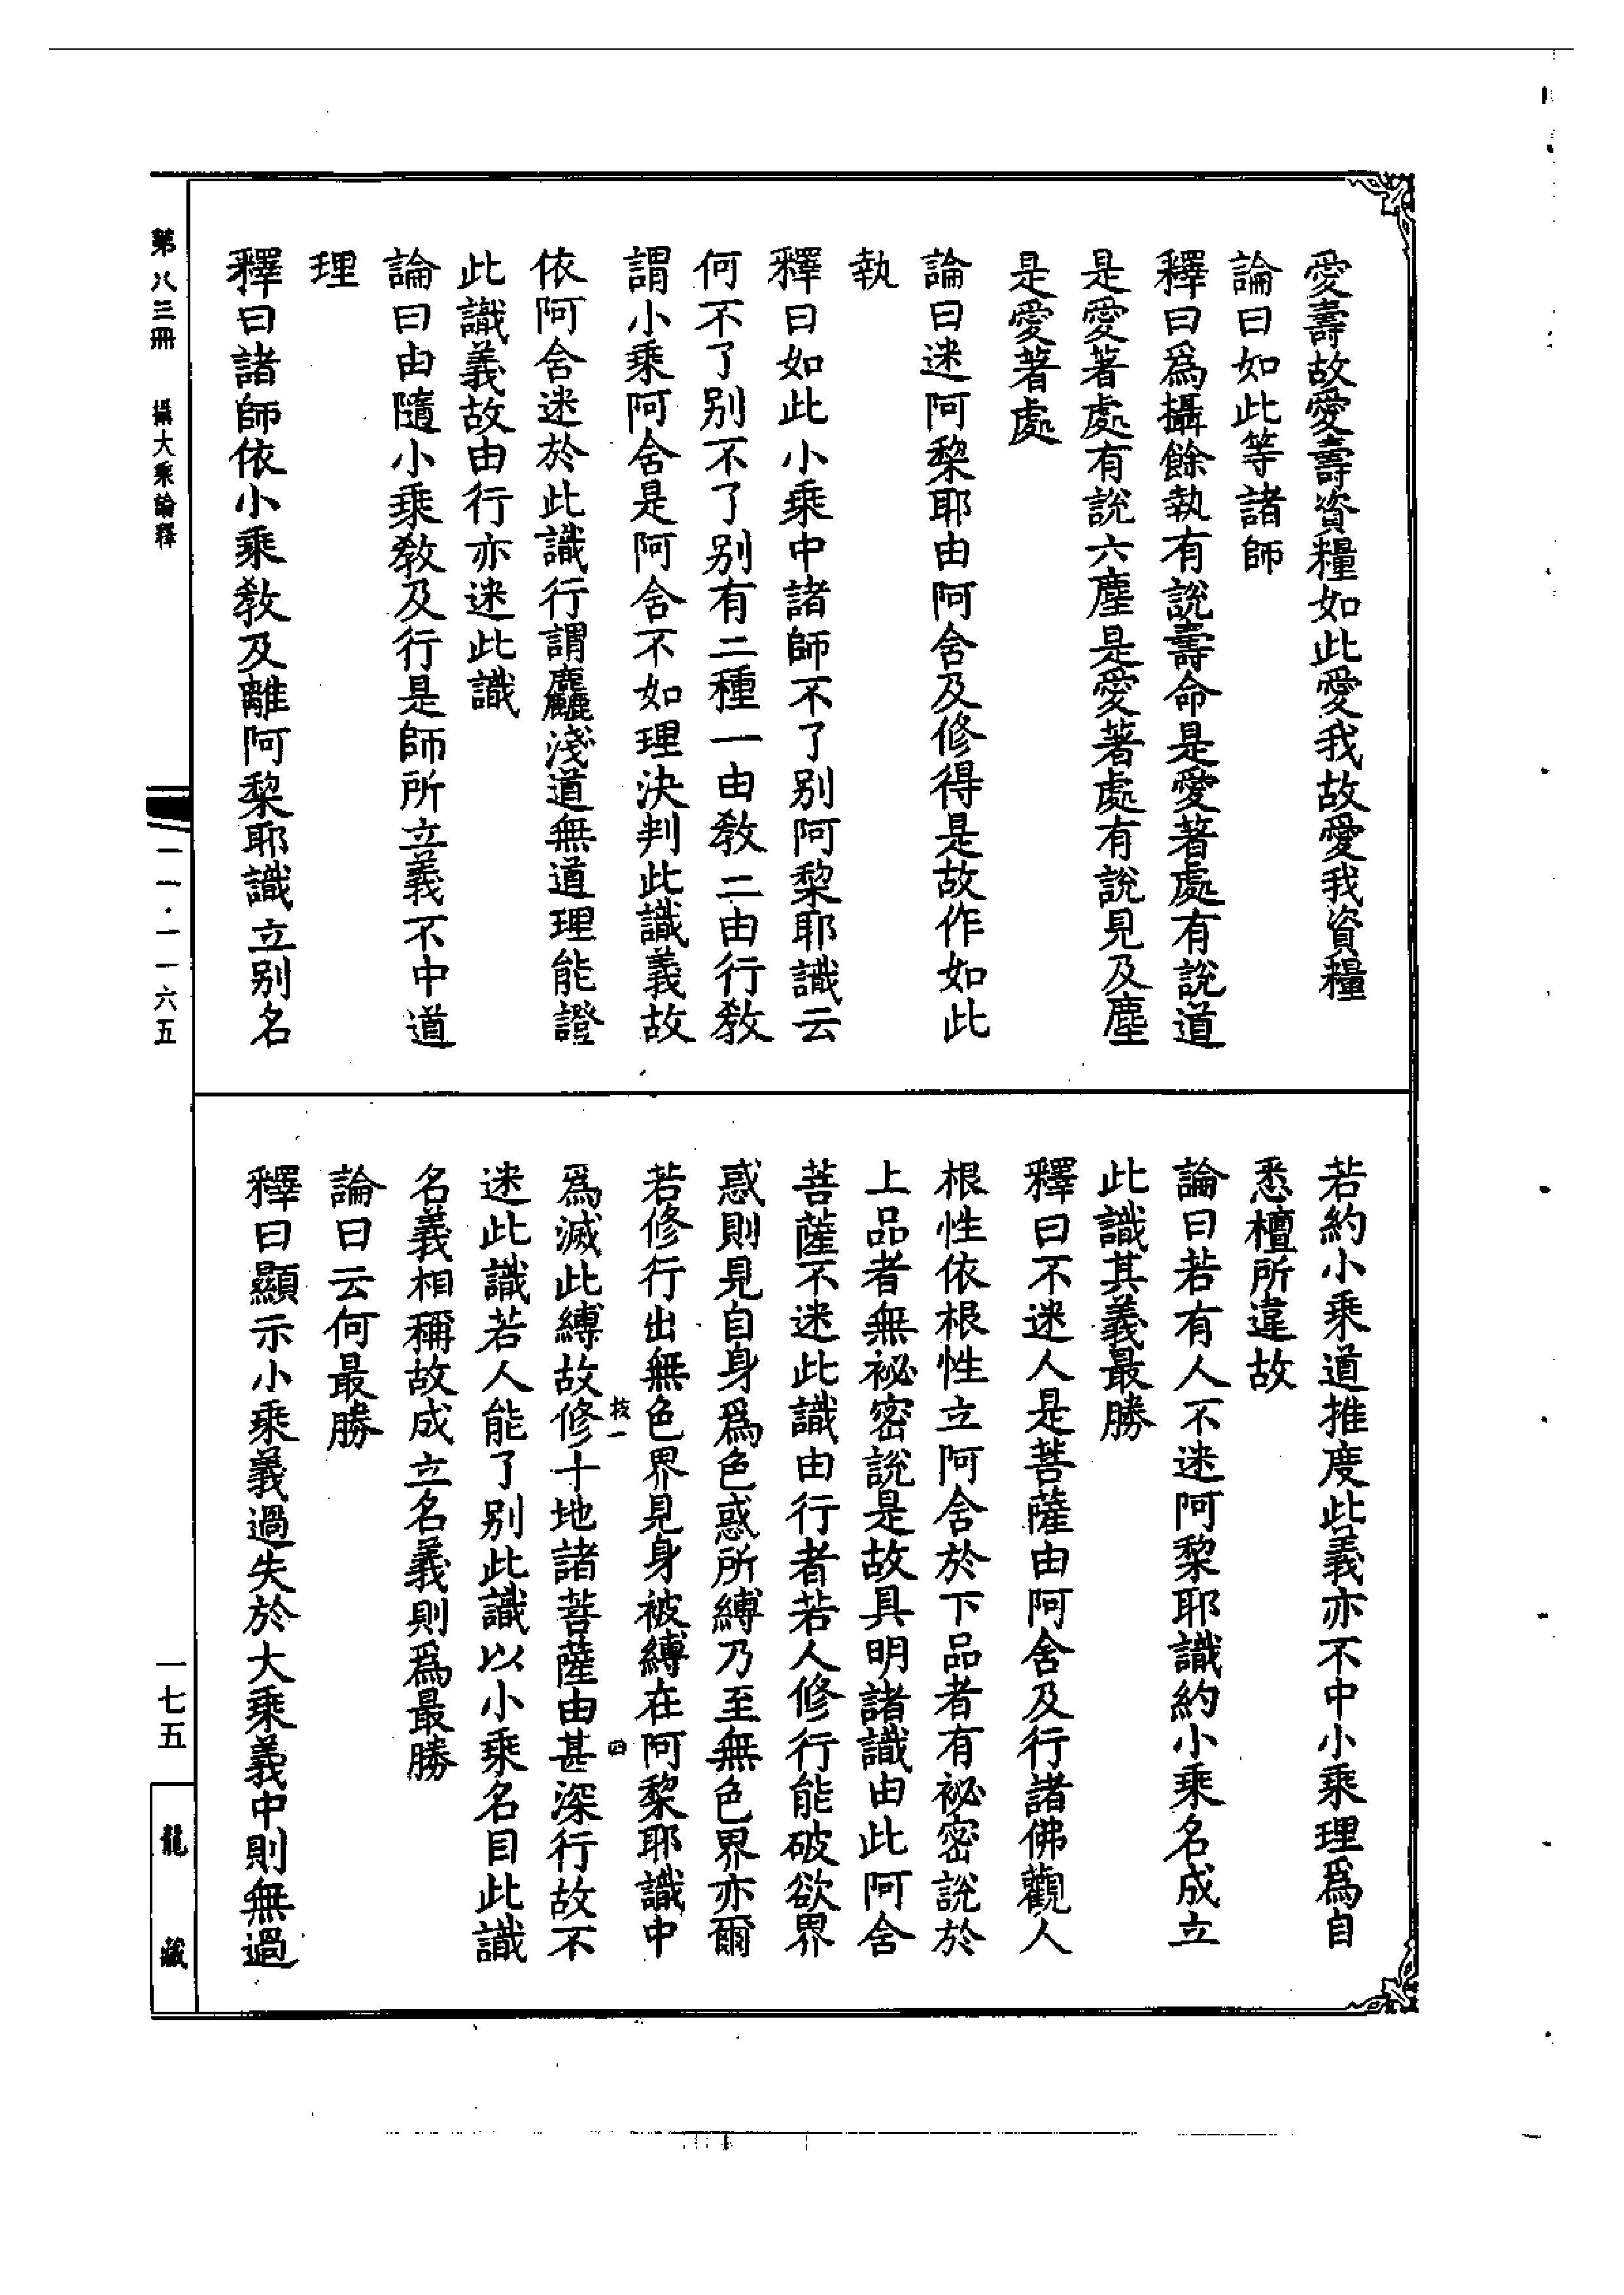 愛壽故愛壽資糧如此愛我故愛我資糧
論曰如此等諸師
釋曰爲攝餘執有說壽命是愛著處有說道
是愛著處有說六塵是愛著處有說見及塵
是愛著處
論曰迷阿黎耶由阿含及修得是故作如此
執
釋曰如此小乘中諸師不了别阿黎耶識云
何不了别不了别有二種一由教二由行教
謂小乘阿含是阿含不如理決判此識義故
依阿含迷於此識行謂麤淺道無道理能證
此識義故由行亦迷此識
論曰由隨小乘教及行是師所立義不中道
理
釋曰諸師依小乘教及離阿黎耶識立别名
若約小乘道推度此義亦不中小乘理爲自
悉檀所違故
論曰若有人不迷阿黎耶識約小乘名成立
此識其義最勝
釋曰不迷人是菩薩由阿含及行諸佛觀人
根性依根性立阿含於下品者有祕密說於
上品者無祕密說是故具明諸識由此阿含
菩薩不迷此識由行者若人修行能破欲界
惑則見自身爲色惑所縛乃至無色界亦爾
若修行出無色界見身被縛在阿黎耶識中
枝一 四
爲滅此縛故修十地諸菩薩由甚深行故不
迷此識若人能了别此識以小乘名目此識
名義相稱故成立名義則爲最勝
論曰云何最勝
釋曰顯示小乘義過失於大乘義中則無過
第八三冊 攝大乘論釋
一一·一一六五
一七五
龍藏